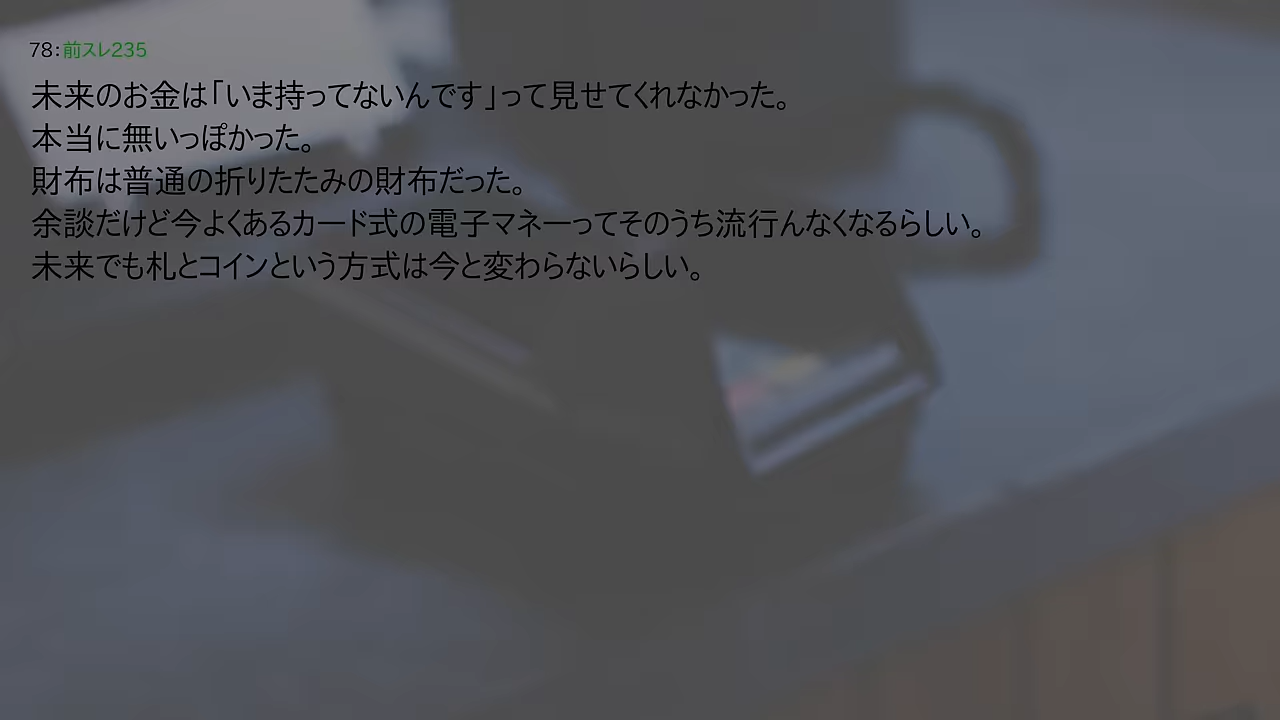 78:前スレ235
未来のお金は「いま持ってないんです」って見せてくれなかった。
本当に無いっぽかった。
財布は普通の折りたたみの財布だった。
余談だけど今よくあるカード式の電子マネーってそのうち流行んなくなるらしい。
未来でも札とコインという方式は今と変わらないらしい。